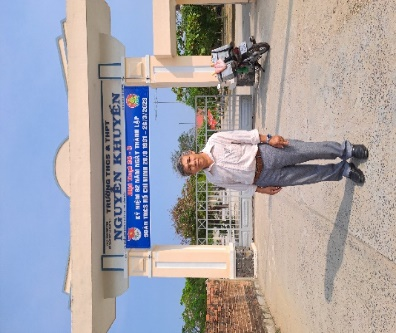 TRƯỜNG THCS & THPT
NGUYỄN KHUYẾN
KỶ NIỆM 92 NĂM NGÀY THÀNH LẬP
ĐOÀN TNCS HỒ CHÍ MINH 26/3/1931 - 26/3/2023